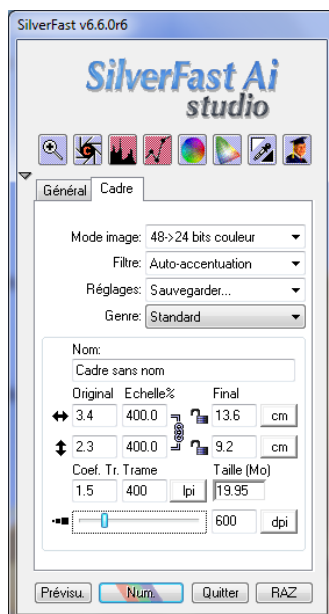 SilverFast v6.6.0r6
SilverFast Ai
studio
C
Général Cadre
Mode image: 48->24 bits couleur
Filtre: Auto-accentuation
Réglages: Sauvegarder...
Genre: Standard
Nom:
Cadre sans nom
Original Echelle% Final
3.4 400.0 13.6 cm
2.3 400.0 9.2 cm
Coef. Tr. Trame Taille (Mo)
1.5 400 lpi 19.95
600 dpi
Prévisu. Num. Quitter RAZ